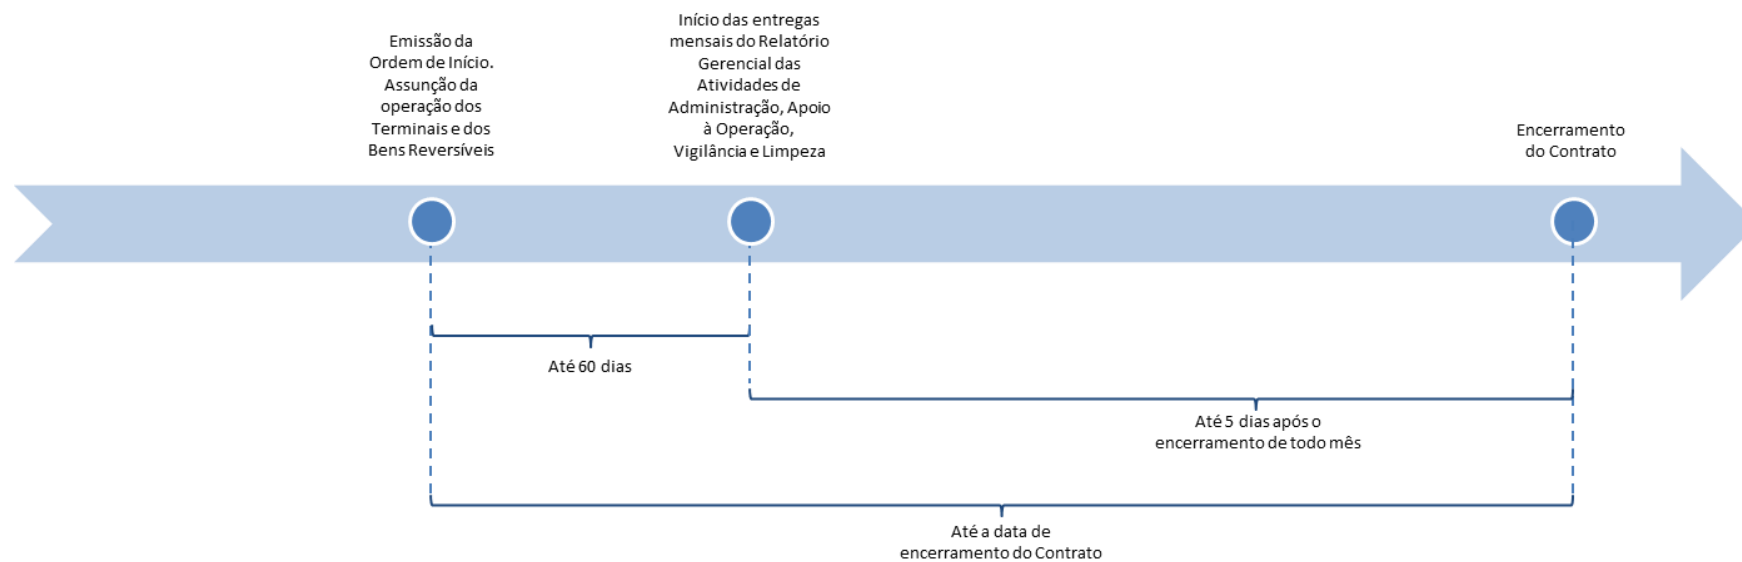 Emissão da
Ordem de Início.
Assunção da
operação dos
Terminais e dos
Bens Reversíveis
Início das entregas
mensais do Relatório
Gerencial das
Atividades de
Administração, Apoio
à Operação,
Vigilância e Limpeza
Encerramento
do Contrato
Até 60 dias
Até 5 dias após o
encerramento de todo mês
Até a data de
encerramento do Contrato